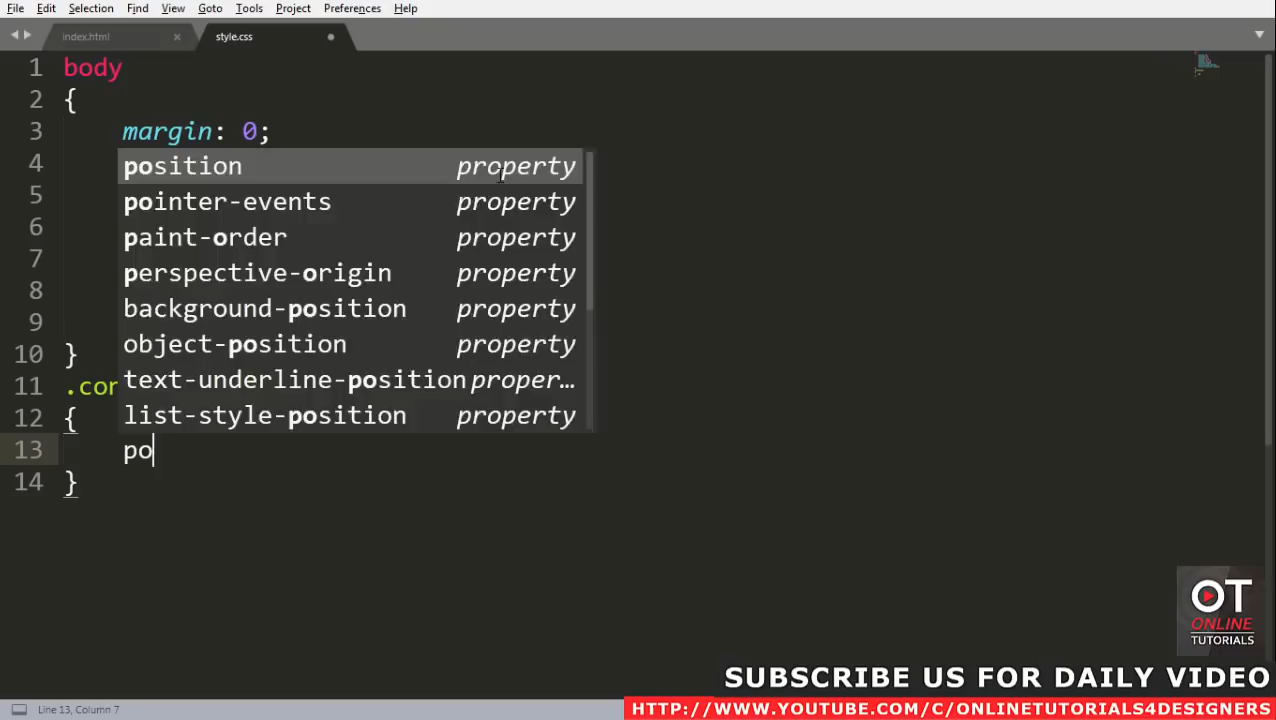 File Edit Selection Find View Goto Tools Project Preferences Help
index.html × style.css
1 body
2 {
3 margin: 0;
4 position property
5 pointer-events property
6 paint-order property
7 perspective-origin property
8 background-position property
9 object-position property
10 }
11 .cor text-underline-position proper…
12 { list-style-position property
13 po
14 }
OT
ONLINE
TUTORIALS
SUBSCRIBE US FOR DAILY VIDEO
HTTP://WWW.YOUTUBE.COM/C/ONLINETUTORIALS4DESIGNERS
Line 13, Column 7